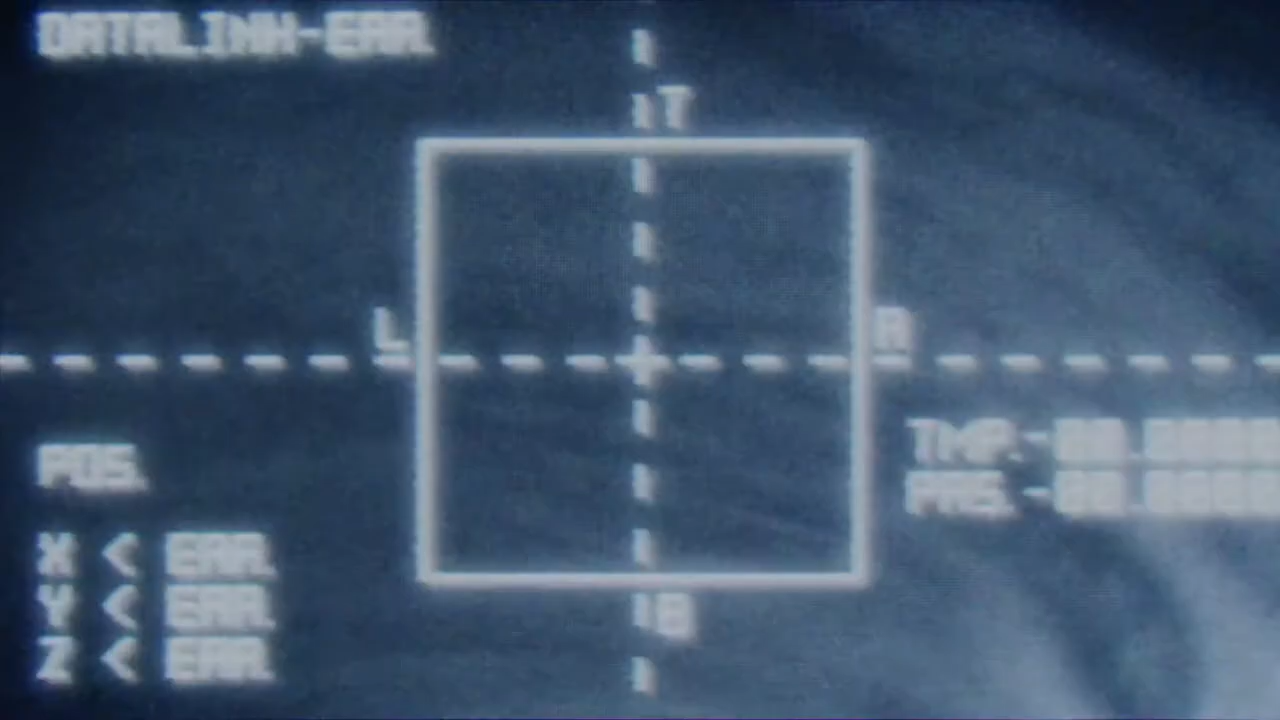 DATALINK-ERR.
T
L
R
TMP.-00.0000
PRS.-00.0000
POS.
X < ERR.
Y < ERR.
Z < ERR.
B